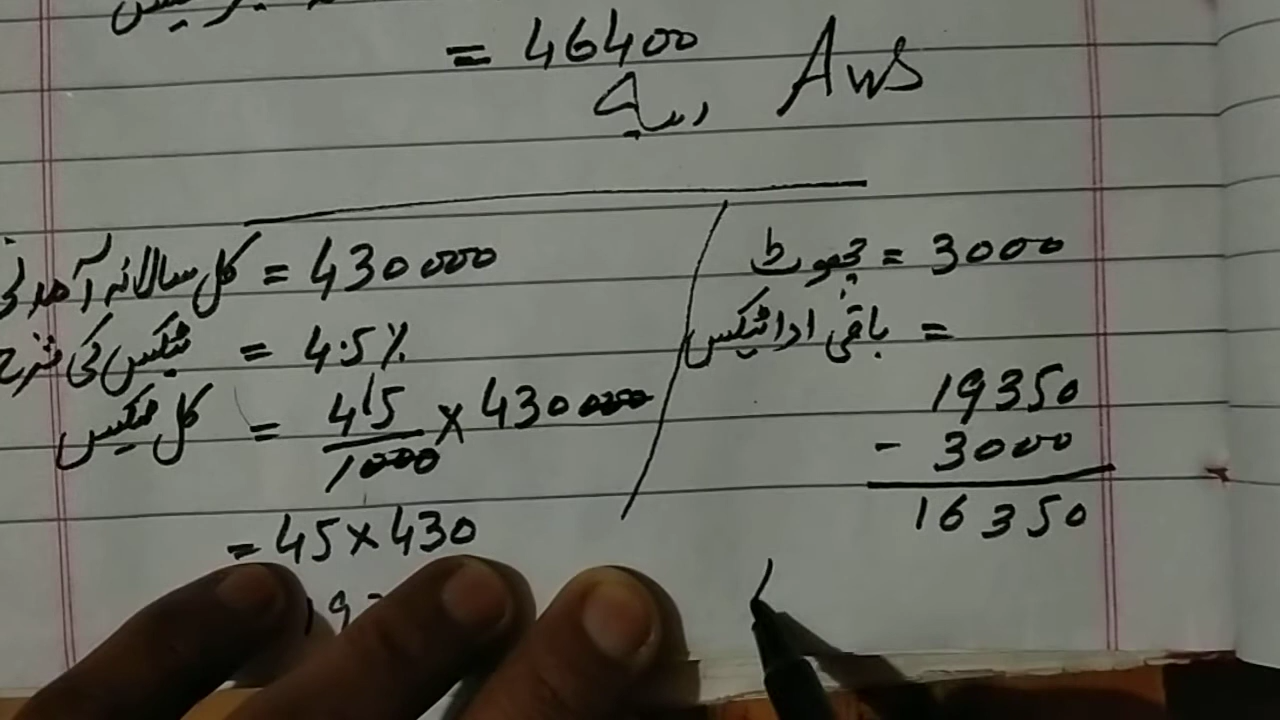 = 46400
روپے Aws
کل سالانہ آمدنی = 430000
ٹیکس کی شرح = 4.5%
کل ٹیکس = 45/1000 × 430000
= 45×430
چھوٹ = 3000
باقی ادا ٹیکس =
19350
- 3000
16350